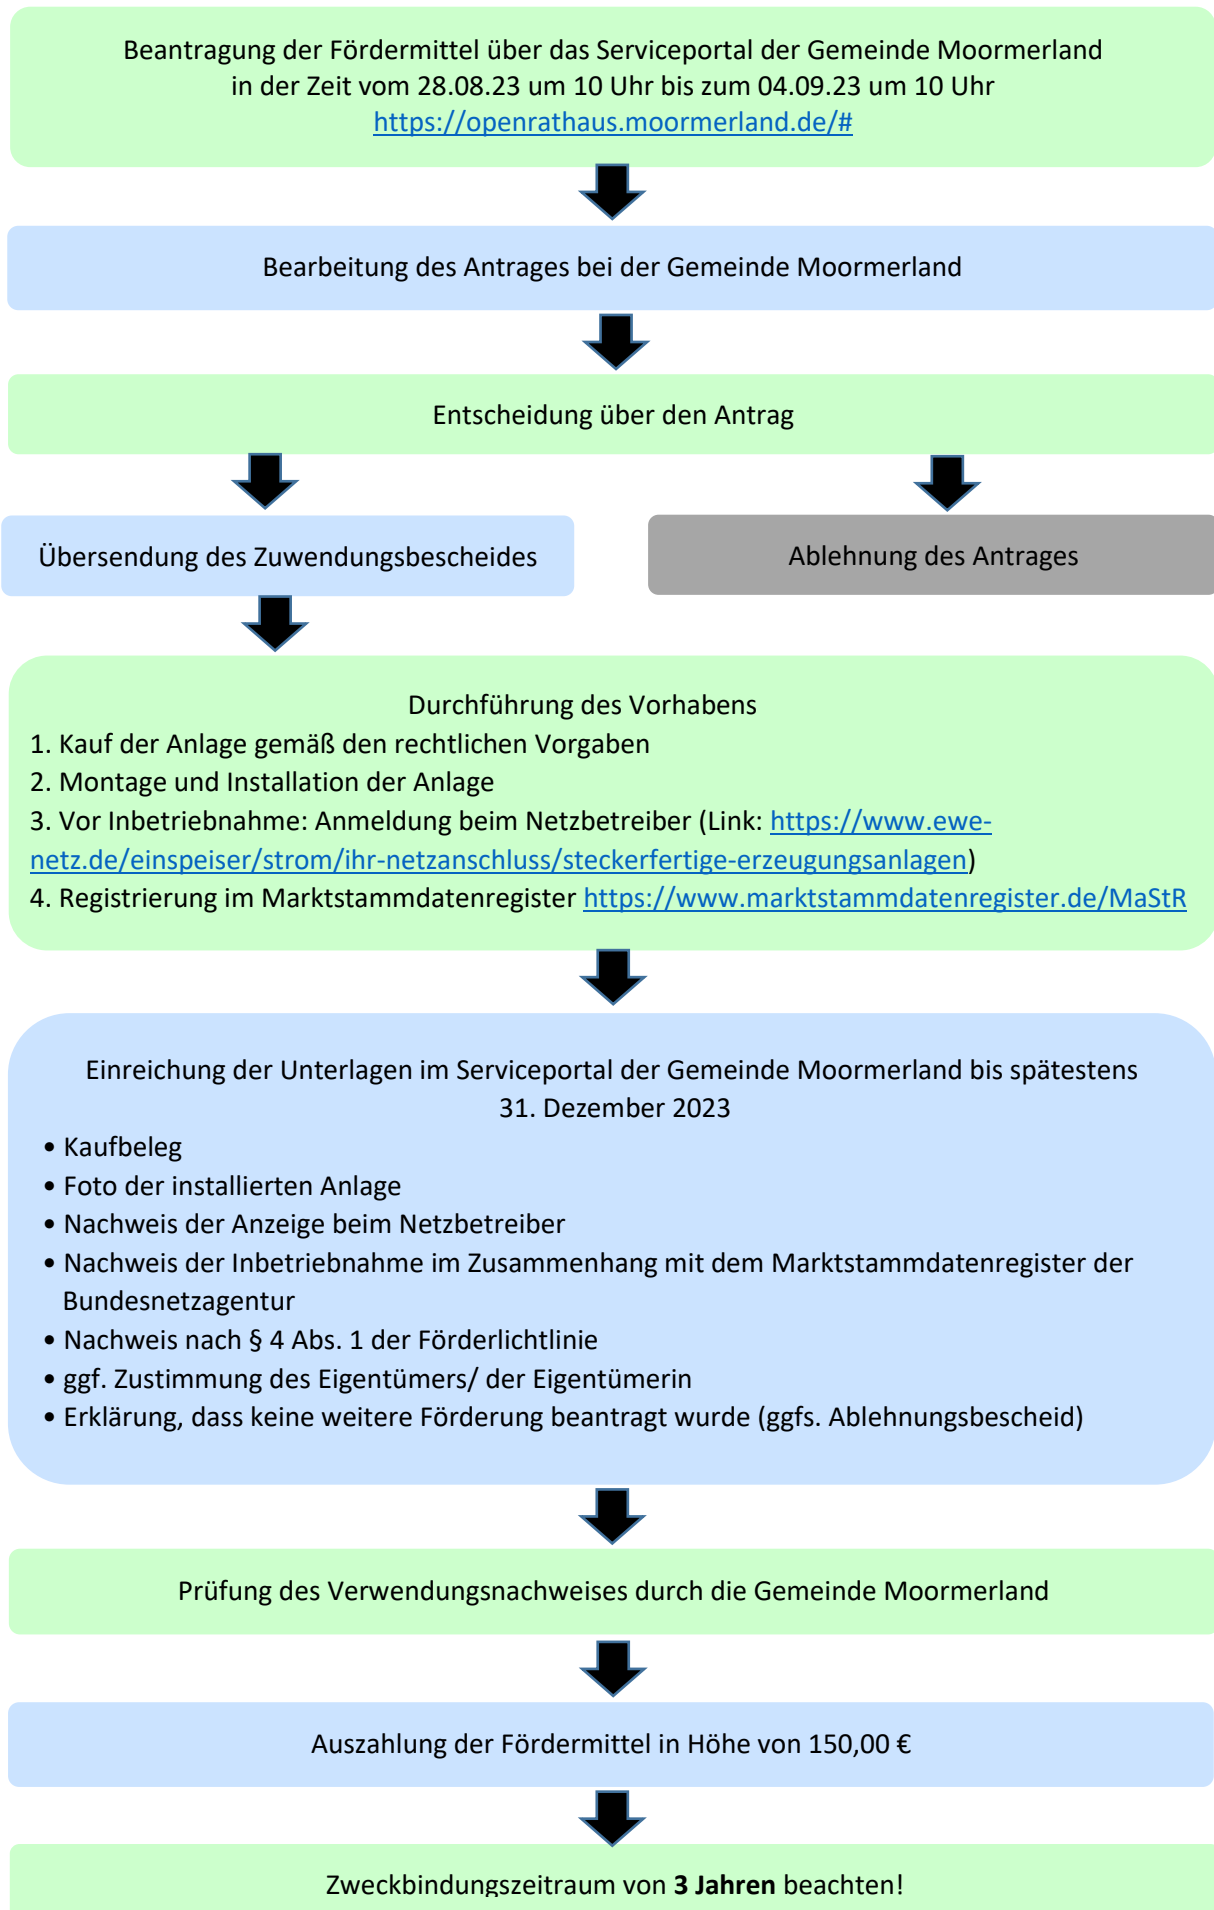 Beantragung der Fördermittel über das Serviceportal der Gemeinde Moormerland
in der Zeit vom 28.08.23 um 10 Uhr bis zum 04.09.23 um 10 Uhr
https://openrathaus.moormerland.de/#
Bearbeitung des Antrages bei der Gemeinde Moormerland
Entscheidung über den Antrag
Übersendung des Zuwendungsbescheides
Ablehnung des Antrages
Durchführung des Vorhabens
1. Kauf der Anlage gemäß den rechtlichen Vorgaben
2. Montage und Installation der Anlage
3. Vor Inbetriebnahme: Anmeldung beim Netzbetreiber (Link: https://www.ewe-
netz.de/einspeiser/strom/ihr-netzanschluss/steckerfertige-erzeugungsanlagen)
4. Registrierung im Marktstammdatenregister https://www.marktstammdatenregister.de/MaStR
Einreichung der Unterlagen im Serviceportal der Gemeinde Moormerland bis spätestens
31. Dezember 2023
• Kaufbeleg
• Foto der installierten Anlage
• Nachweis der Anzeige beim Netzbetreiber
• Nachweis der Inbetriebnahme im Zusammenhang mit dem Marktstammdatenregister der
Bundesnetzagentur
• Nachweis nach § 4 Abs. 1 der Förderlichtlinie
• ggf. Zustimmung des Eigentümers/ der Eigentümerin
• Erklärung, dass keine weitere Förderung beantragt wurde (ggfs. Ablehnungsbescheid)
Prüfung des Verwendungsnachweises durch die Gemeinde Moormerland
Auszahlung der Fördermittel in Höhe von 150,00 €
Zweckbindungszeitraum von 3 Jahren beachten!